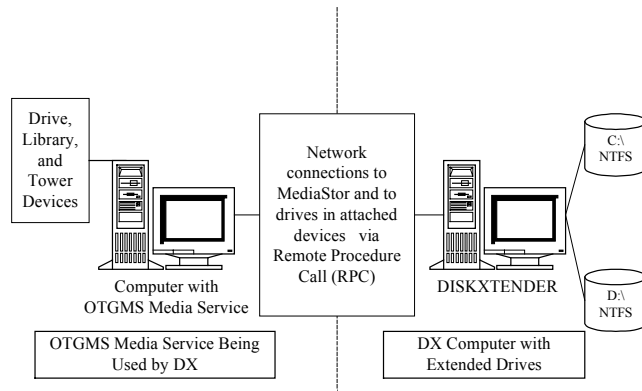 Drive,
Library,
and
Tower
Devices
Computer with
OTGMS Media Service
OTGMS Media Service Being
Used by DX
Network
connections to
MediaStor and to
drives in attached
devices via
Remote Procedure
Call (RPC)
DISKXTENDER
DX Computer with
Extended Drives
C:\
NTFS
D:\
NTFS